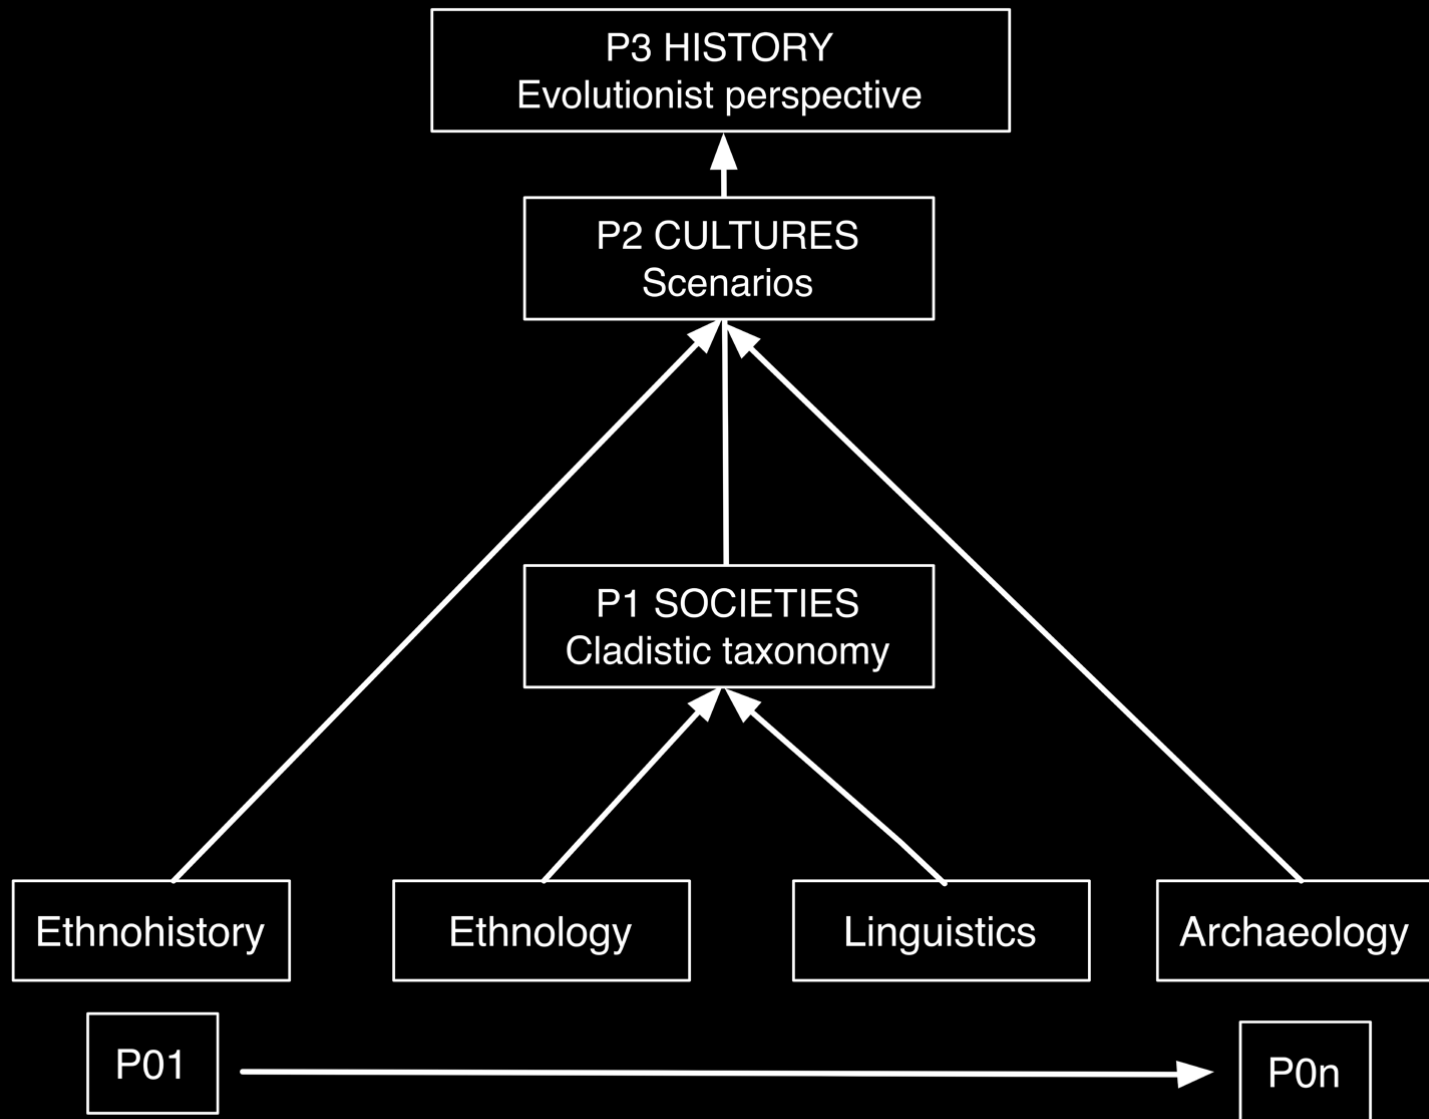 P3 HISTORY
Evolutionist perspective
P2 CULTURES
Scenarios
P1 SOCIETIES
Cladistic taxonomy
Ethnohistory
Ethnology
Linguistics
Archaeology
P01
P0n